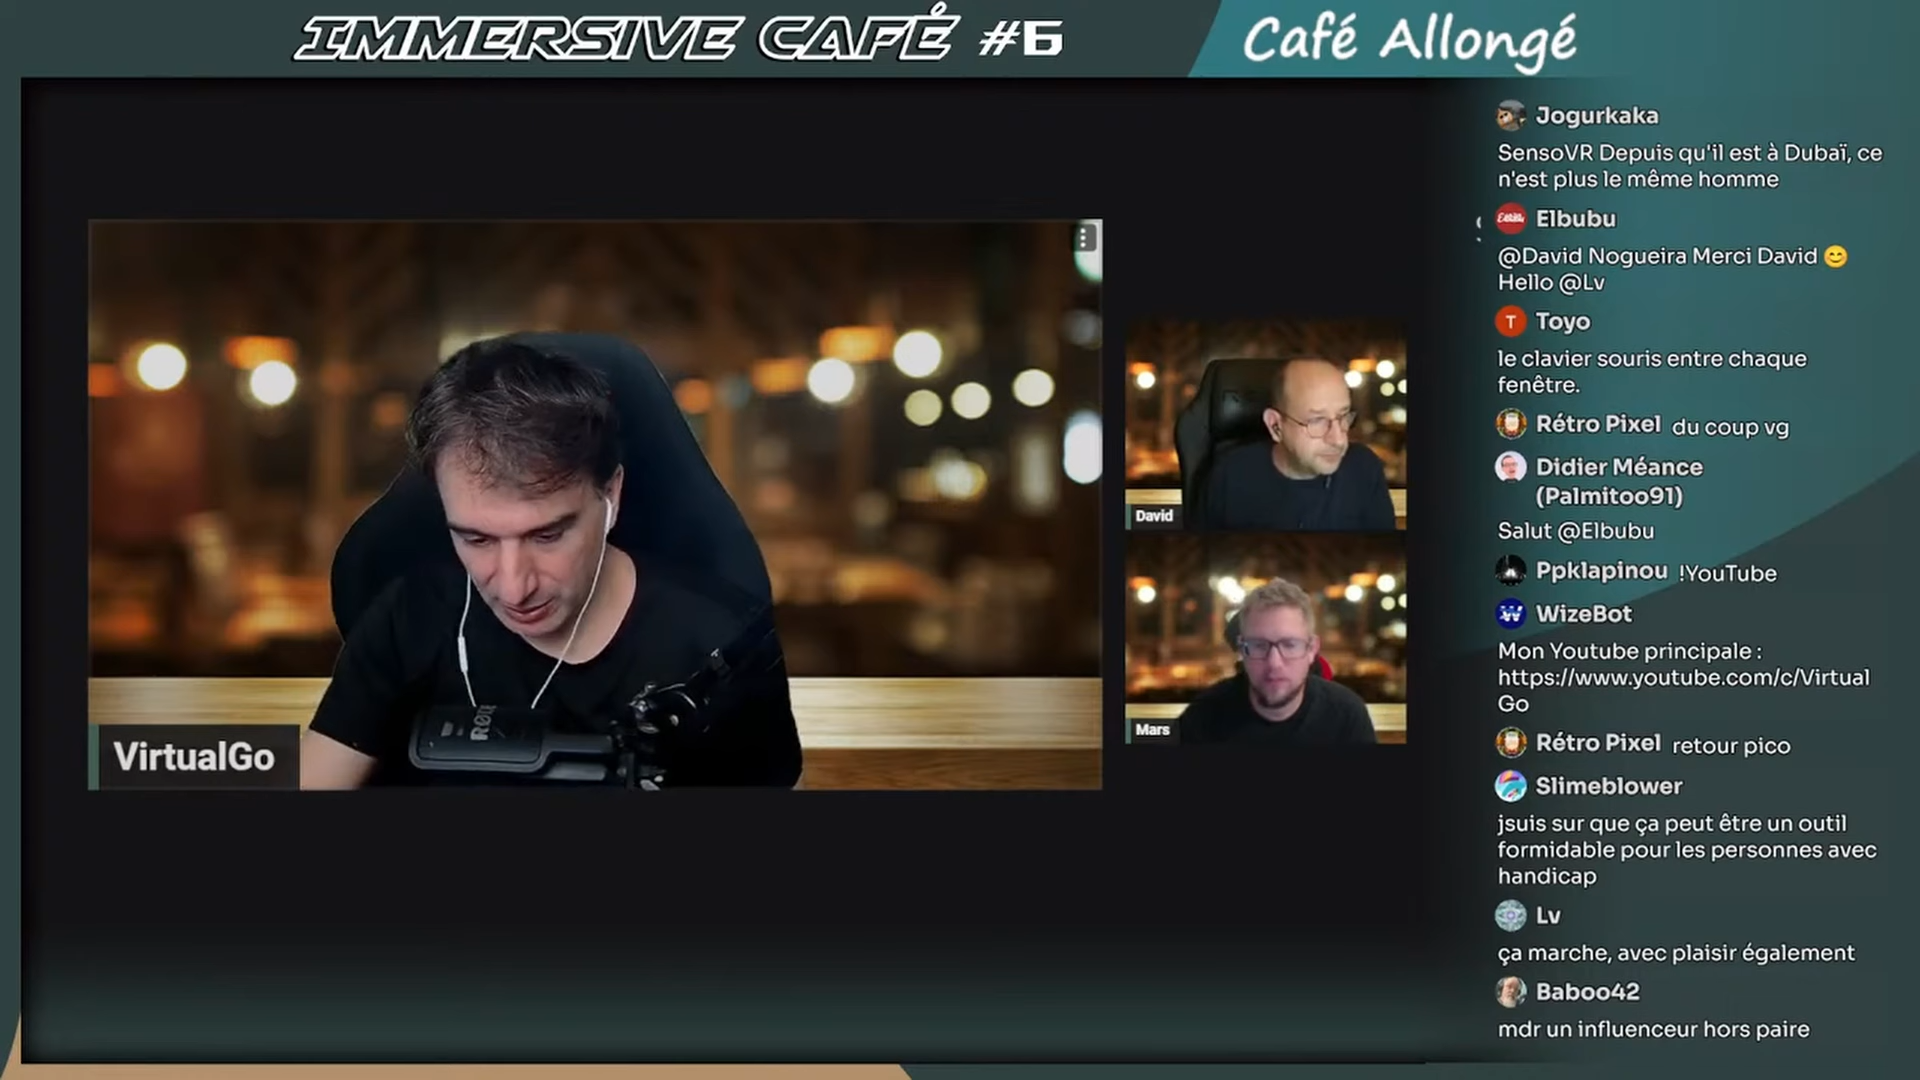 IMMERSIVE CAFÉ #6
Café Allongé
Jogurkaka
SensoVR Depuis qu'il est à Dubaï, ce
n'est plus le même homme
Elbubu
@David Nogueira Merci David 😊
Hello @Lv
T Toyo
le clavier souris entre chaque
fenêtre.
Rétro Pixel du coup vg
Didier Méance
(Palmitoo91)
Salut @Elbubu
Ppklapinou !YouTube
WizeBot
Mon Youtube principale :
https://www.youtube.com/c/Virtual
Go
Rétro Pixel retour pico
Slimeblower
jsuis sur que ça peut être un outil
formidable pour les personnes avec
handicap
Lv
ça marche, avec plaisir également
Baboo42
mdr un influenceur hors paire
RØDE
VirtualGo
David
Mars